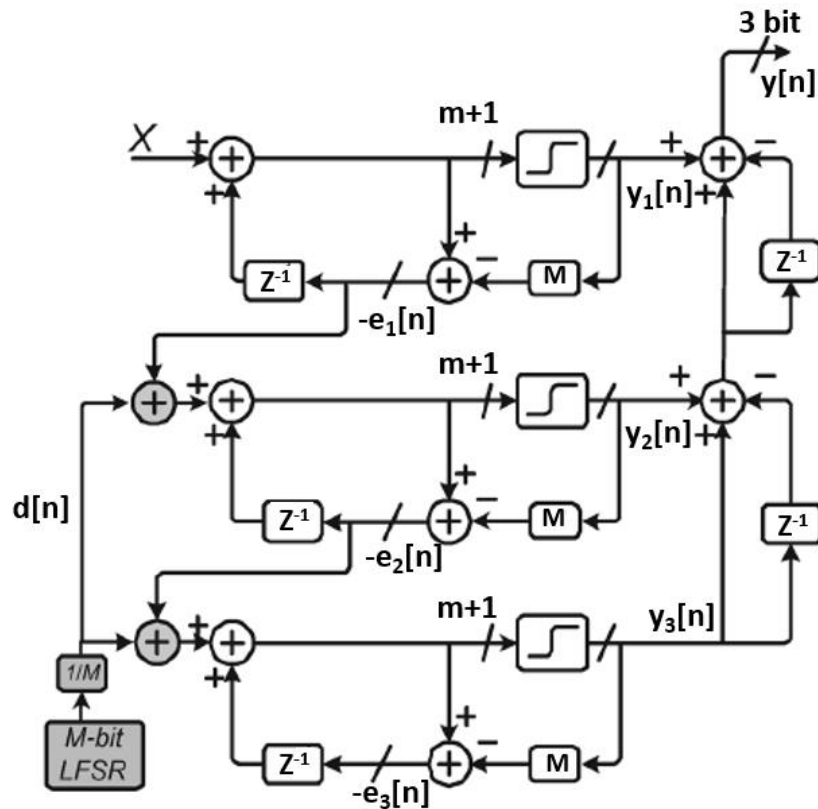 3 bit
y[n]
X
+
+
+
m+1
y₁[n]
+
+
+
−
Z⁻¹
-e₁[n]
+
+
−
M
Z⁻¹
+
+
+
+
m+1
y₂[n]
+
+
+
−
d[n]
Z⁻¹
-e₂[n]
+
+
−
M
Z⁻¹
+
+
+
+
m+1
y₃[n]
1/M
M-bit
LFSR
Z⁻¹
-e₃[n]
+
+
−
M